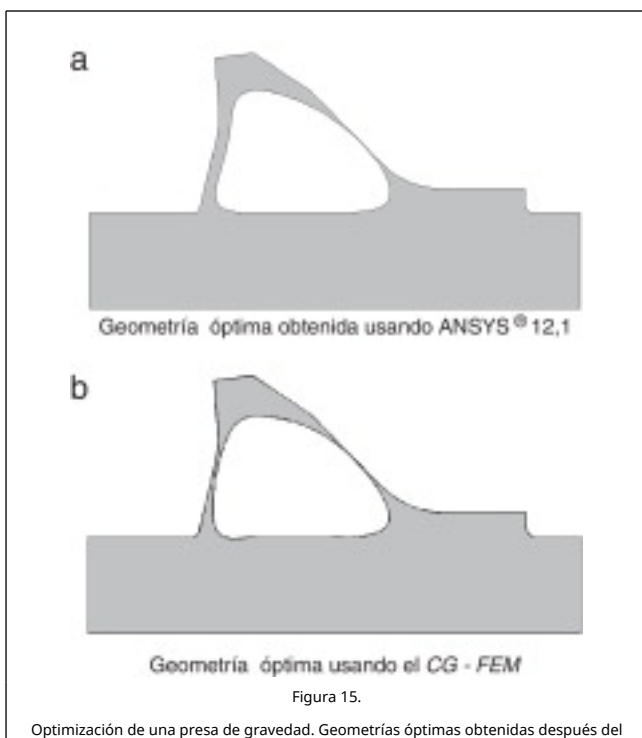 a
Geometría óptima obtenida usando ANSYS ® 12,1
b
Geometría óptima usando el CG - FEM
Figura 15.
Optimización de una presa de gravedad. Geometrías óptimas obtenidas después del